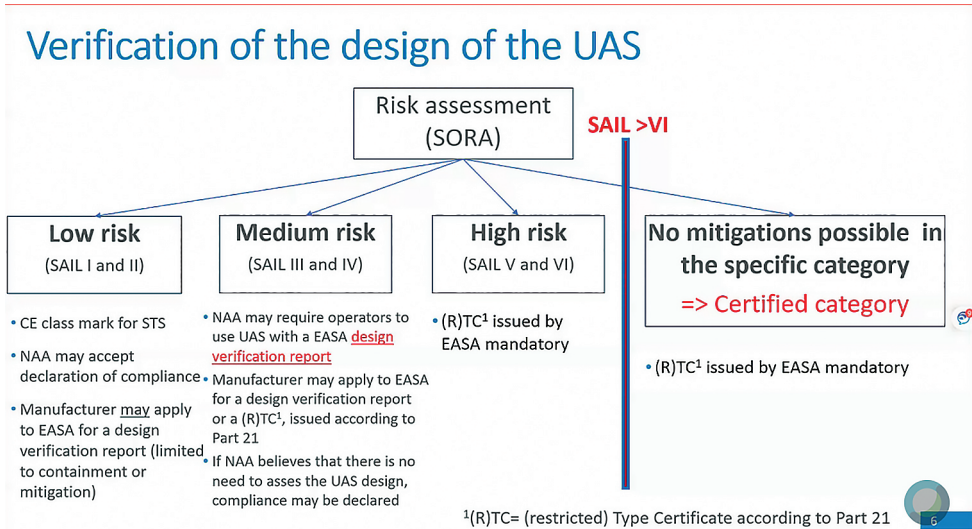 Verification of the design of the UAS
Risk assessment
(SORA)
SAIL >VI
Low risk
(SAIL I and II)
• CE class mark for STS
• NAA may accept
declaration of compliance
• Manufacturer may apply
to EASA for a design
verification report (limited
to containment or
mitigation)
Medium risk
(SAIL III and IV)
• NAA may require operators to
use UAS with a EASA design
verification report
• Manufacturer may apply to EASA
for a design verification report
or a (R)TC¹, issued according to
Part 21
• If NAA believes that there is no
need to asses the UAS design,
compliance may be declared
High risk
(SAIL V and VI)
• (R)TC¹ issued by
EASA mandatory
No mitigations possible in
the specific category
=> Certified category
• (R)TC¹ issued by EASA mandatory
¹(R)TC= (restricted) Type Certificate according to Part 21
6